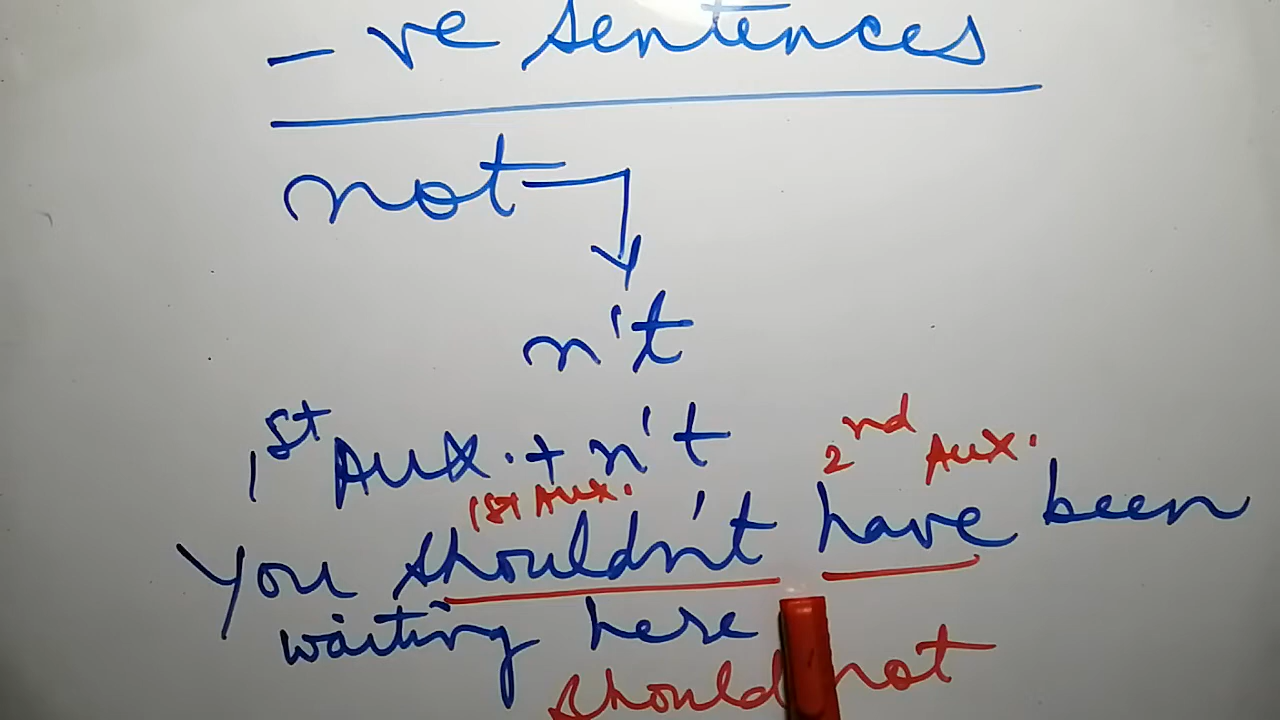 -ve sentences
not
n't
1st Aux. + n't
2nd Aux.
1st Aux.
You shouldn't have been
waiting here
should not